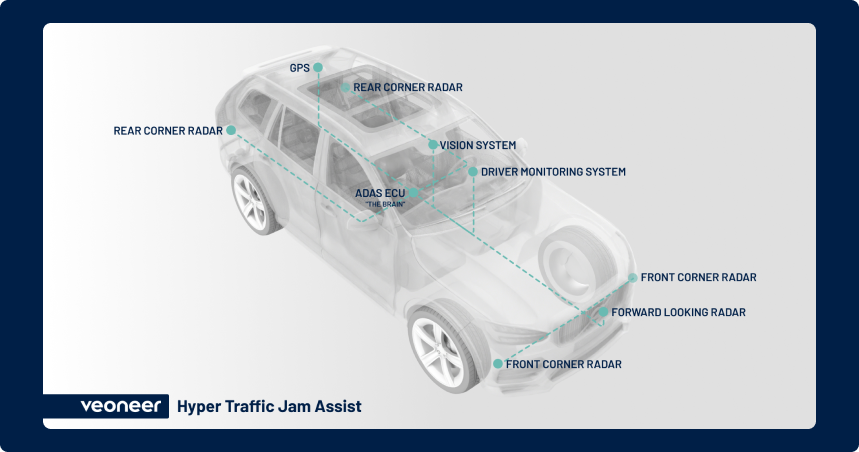 GPS
REAR CORNER RADAR
REAR CORNER RADAR
VISION SYSTEM
DRIVER MONITORING SYSTEM
ADAS ECU
"THE BRAIN"
FRONT CORNER RADAR
FORWARD LOOKING RADAR
FRONT CORNER RADAR
veoneer Hyper Traffic Jam Assist